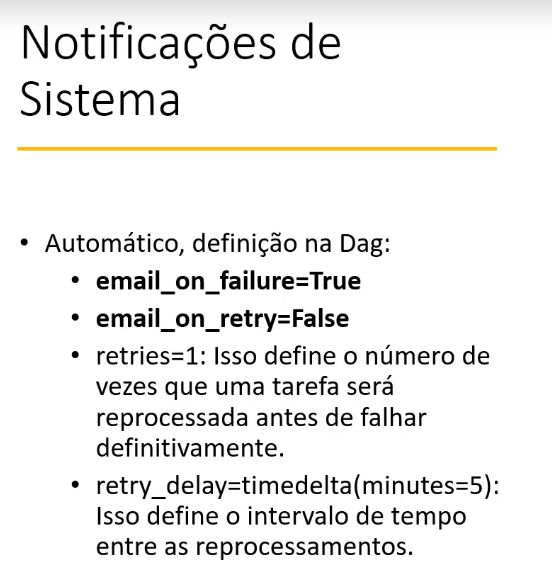 Notificações de
Sistema
• Automático, definição na Dag:
• email_on_failure=True
• email_on_retry=False
• retries=1: Isso define o número de
vezes que uma tarefa será
reprocessada antes de falhar
definitivamente.
• retry_delay=timedelta(minutes=5):
Isso define o intervalo de tempo
entre as reprocessamentos.